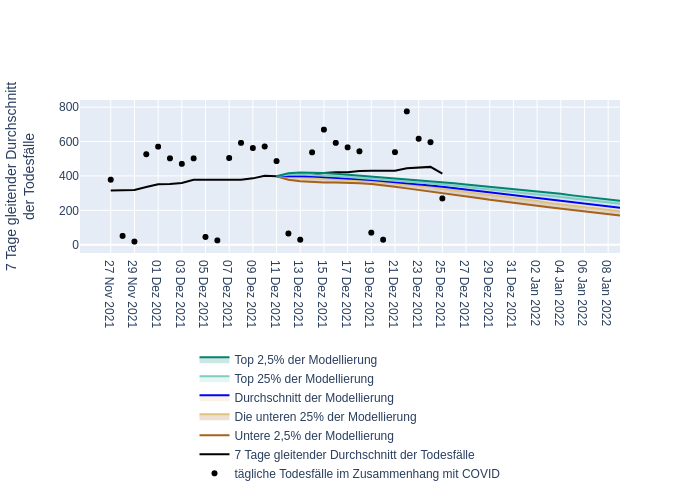 7 Tage gleitender Durchschnitt
der Todesfälle
800
600
400
200
0
27 Nov 2021
29 Nov 2021
01 Dez 2021
03 Dez 2021
05 Dez 2021
07 Dez 2021
09 Dez 2021
11 Dez 2021
13 Dez 2021
15 Dez 2021
17 Dez 2021
19 Dez 2021
21 Dez 2021
23 Dez 2021
25 Dez 2021
27 Dez 2021
29 Dez 2021
31 Dez 2021
02 Jan 2022
04 Jan 2022
06 Jan 2022
08 Jan 2022
Top 2,5% der Modellierung
Top 25% der Modellierung
Durchschnitt der Modellierung
Die unteren 25% der Modellierung
Untere 2,5% der Modellierung
7 Tage gleitender Durchschnitt der Todesfälle
tägliche Todesfälle im Zusammenhang mit COVID